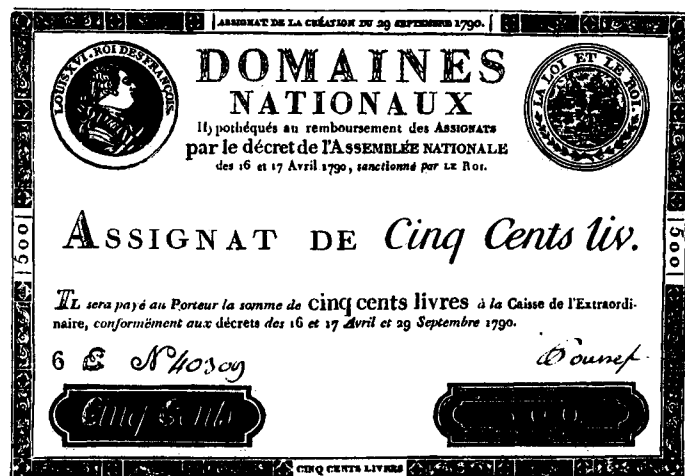 ASSIGNAT DE LA CRÉATION DU 29 SEPTEMBRE 1790.
LOUIS XVI. ROI DES FRANÇOIS.
LA LOI ET LE ROI.
DOMAINES
NATIONAUX
Hypothéqués au remboursement des ASSIGNATS
par le décret de l'ASSEMBLÉE NATIONALE
des 16 et 17 Avril 1790, sanctionné par LE ROI.
500
500
ASSIGNAT DE Cinq Cents liv.
IL sera payé au Porteur la somme de cinq cents livres à la Caisse de l'Extraordi-
naire, conformément aux décrets des 16 et 17 Avril et 29 Septembre 1790.
6 E N° 40309
Cinq Cents
500
CINQ CENTS LIVRES